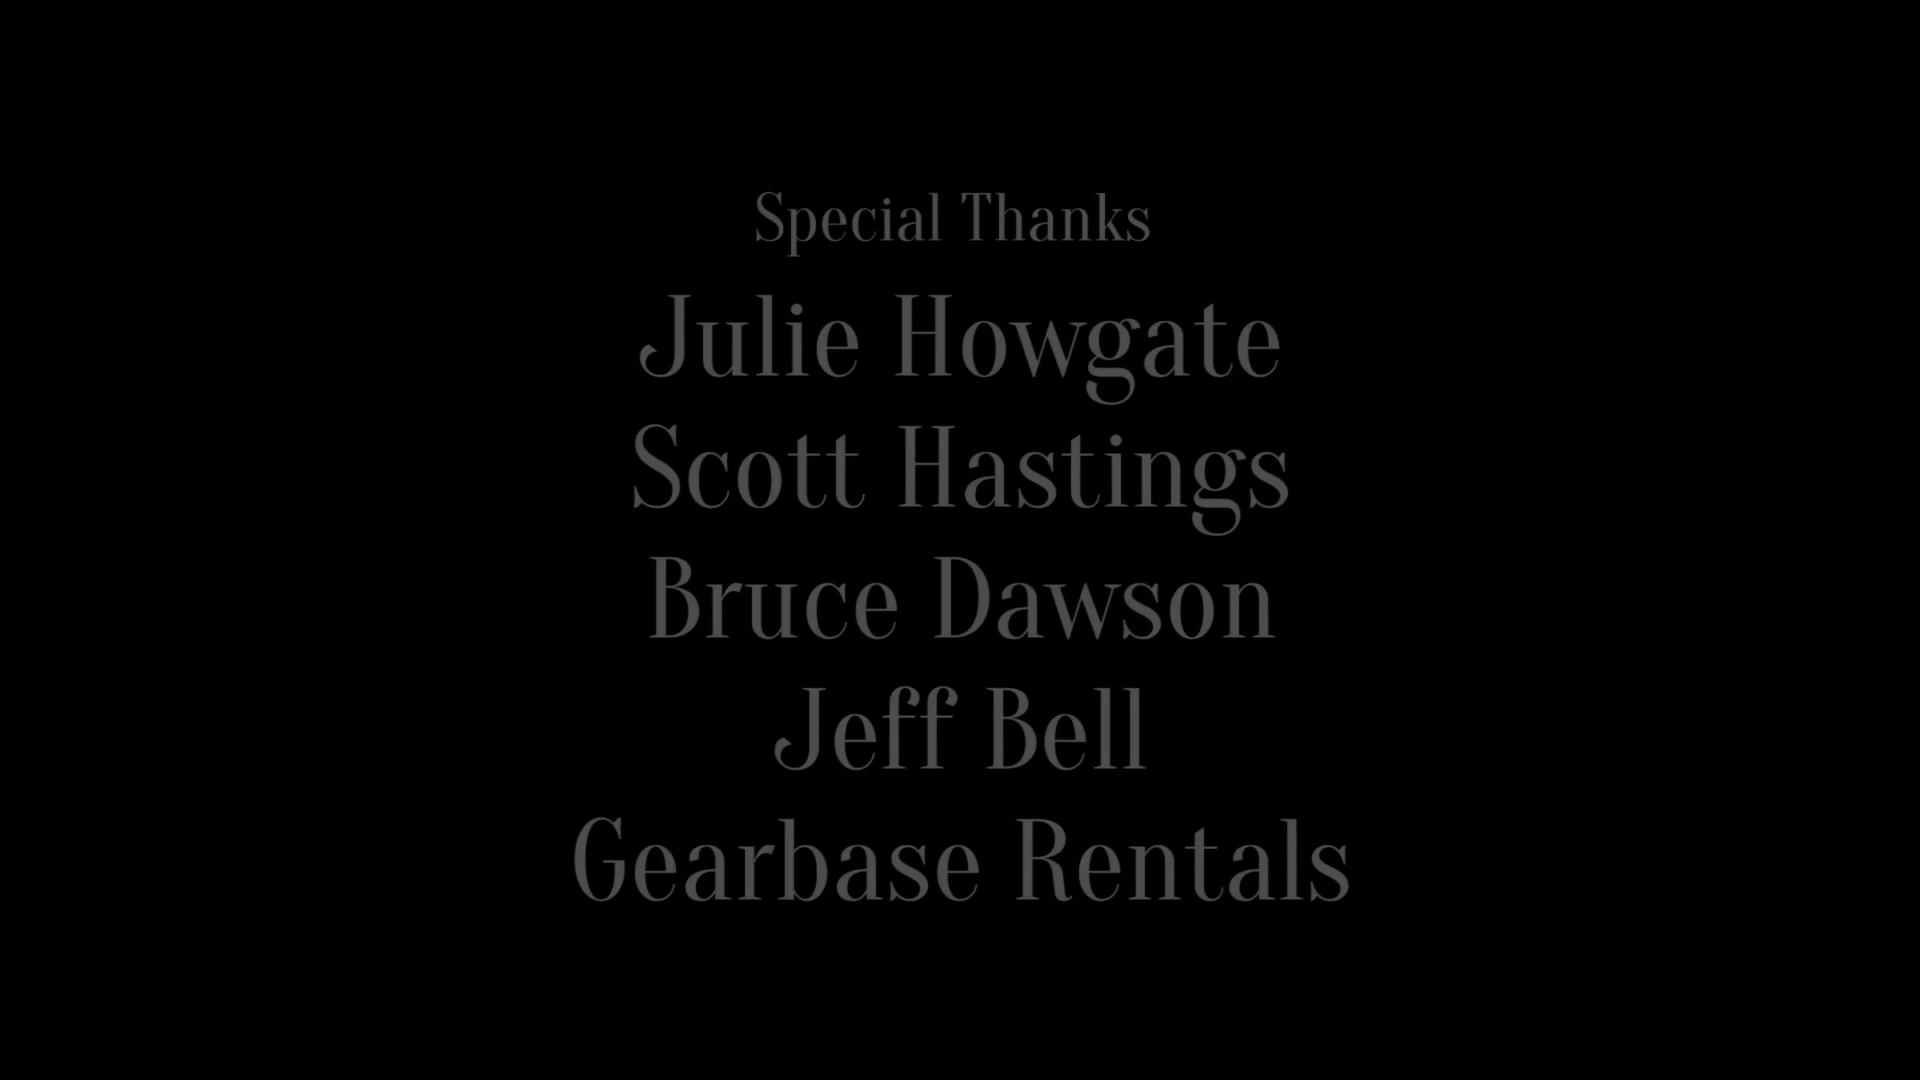 Special Thanks
Julie Howgate
Scott Hastings
Bruce Dawson
Jeff Bell
Gearbase Rentals